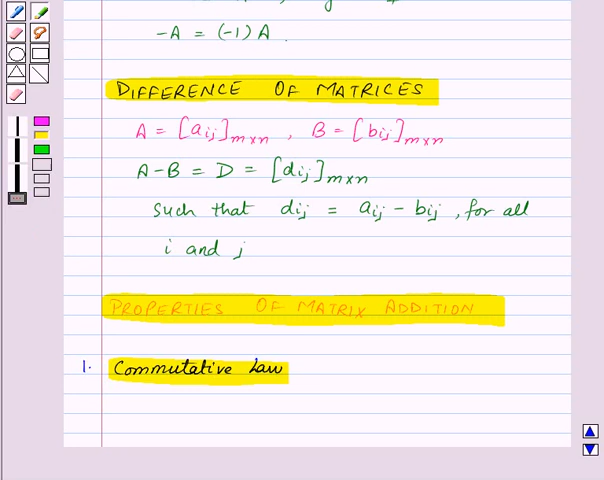 -A = (-1) A .
DIFFERENCE OF MATRICES
A = [aij]m×n , B = [bij]m×n
A-B = D = [dij]m×n
such that dij = aij - bij , for all
i and j
PROPERTIES OF MATRIX ADDITION
1. Commutative Law